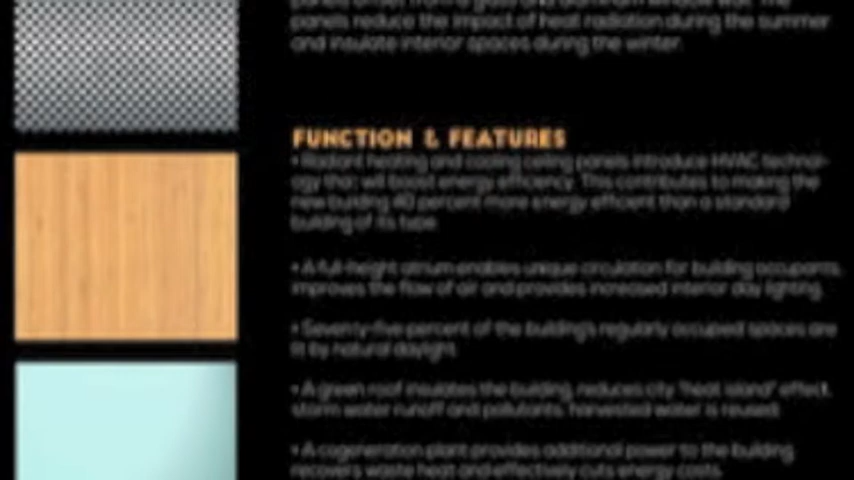 panels reduce the impact of heat radiation during the summer
and insulate interior spaces during the winter.
FUNCTION & FEATURES
• Radiant heating and cooling ceiling panels introduce HVAC technol-
ogy that will boost energy efficiency. This contributes to making the
new building 40 percent more energy efficient than a standard
building of its type.
• A full-height atrium enables unique circulation for building occupants,
improves the flow of air and provides increased interior day lighting.
• Seventy-five percent of the building's regularly occupied spaces are
lit by natural daylight.
• A green roof insulates the building, reduces city "heat island" effect,
storm water runoff and pollutants; harvested water is reused.
• A cogeneration plant provides additional power to the building
recovers waste heat and effectively cuts energy costs.